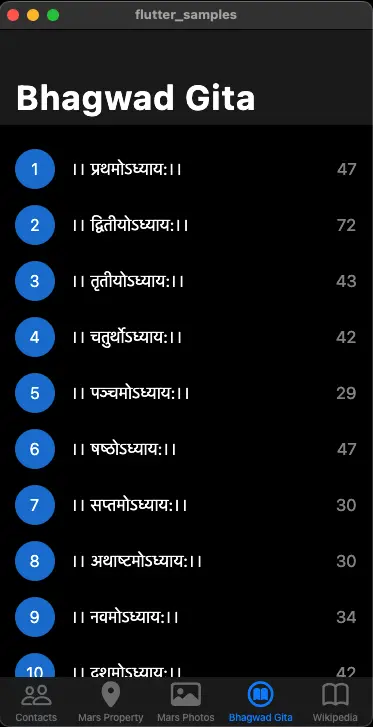 flutter_samples
Bhagwad Gita
1 ।। प्रथमोऽध्याय:।। 47
2 ।। द्वितीयोऽध्याय:।। 72
3 ।। तृतीयोऽध्याय:।। 43
4 ।। चतुर्थोऽध्याय:।। 42
5 ।। पञ्चमोऽध्याय:।। 29
6 ।। षष्ठोऽध्याय:।। 47
7 ।। सप्तमोऽध्याय:।। 30
8 ।। अथाष्टमोऽध्याय:।। 30
9 ।। नवमोऽध्याय:।। 34
10 ।। दशमोऽध्याय:।। 42
Contacts Mars Property Mars Photos Bhagwad Gita Wikipedia